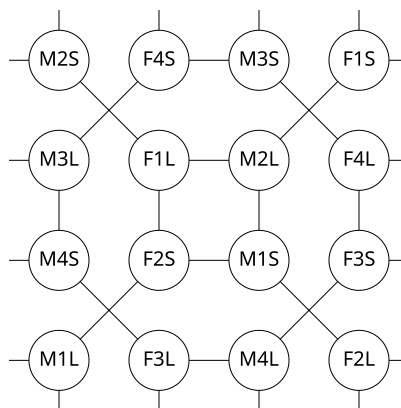 M2S F4S M3S F1S
M3L F1L M2L F4L
M4S F2S M1S F3S
M1L F3L M4L F2L